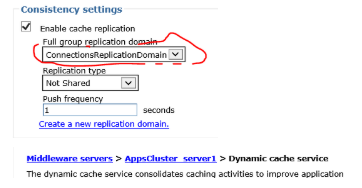 Consistency settings
Enable cache replication
Full group replication domain
ConnectionsReplicationDomain
Replication type
Not Shared
Push frequency
1 seconds
Create a new replication domain.
Middleware servers > AppsCluster_server1 > Dynamic cache service
The dynamic cache service consolidates caching activities to improve application